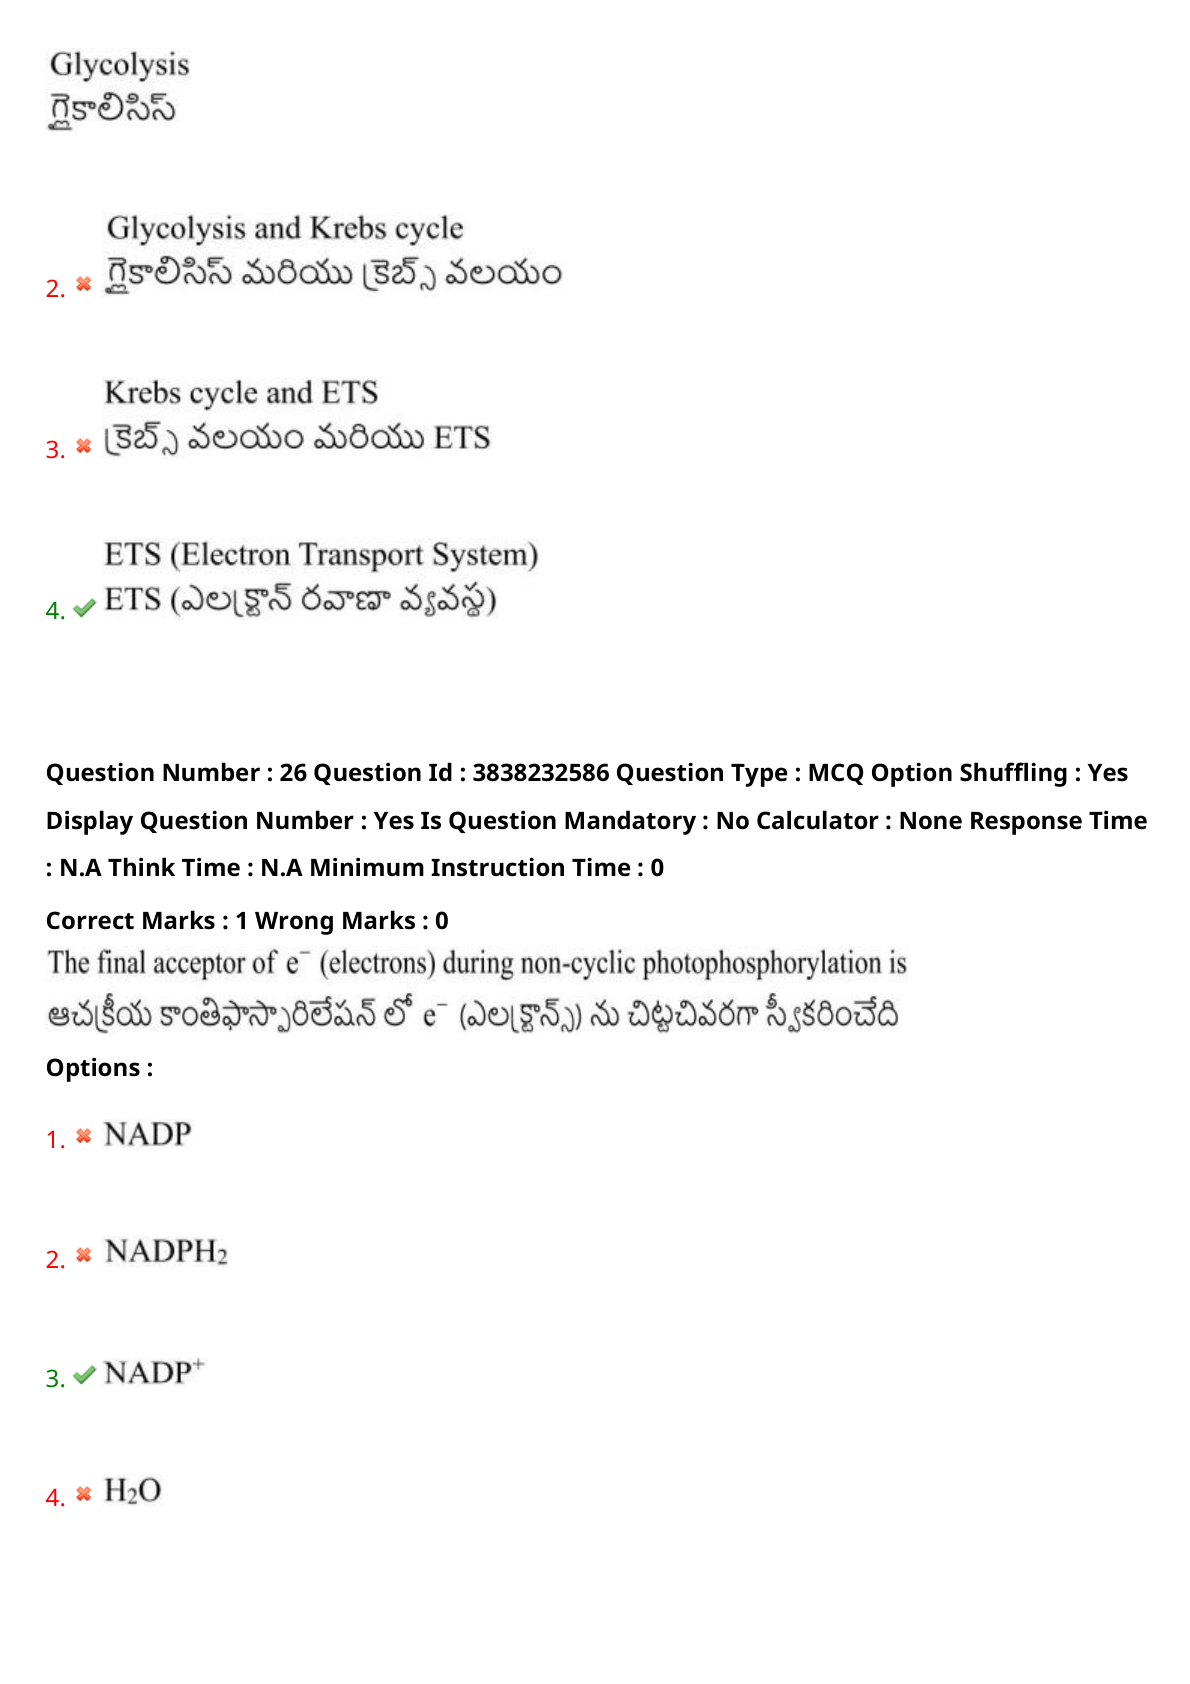 Glycolysis
గ్లైకాలిసిస్
Glycolysis and Krebs cycle
2. గ్లైకాలిసిస్ మరియు క్రెబ్స్ వలయం
Krebs cycle and ETS
3. క్రెబ్స్ వలయం మరియు ETS
ETS (Electron Transport System)
4. ETS (ఎలక్ట్రాన్ రవాణా వ్యవస్థ)
Question Number : 26 Question Id : 3838232586 Question Type : MCQ Option Shuffling : Yes
Display Question Number : Yes Is Question Mandatory : No Calculator : None Response Time
: N.A Think Time : N.A Minimum Instruction Time : 0
Correct Marks : 1 Wrong Marks : 0
The final acceptor of e⁻ (electrons) during non-cyclic photophosphorylation is
ఆచక్రీయ కాంతిఫాస్ఫారిలేషన్ లో e⁻ (ఎలక్ట్రాన్స్) ను చిట్టచివరగా స్వీకరించేది
Options :
1. NADP
2. NADPH₂
3. NADP⁺
4. H₂O